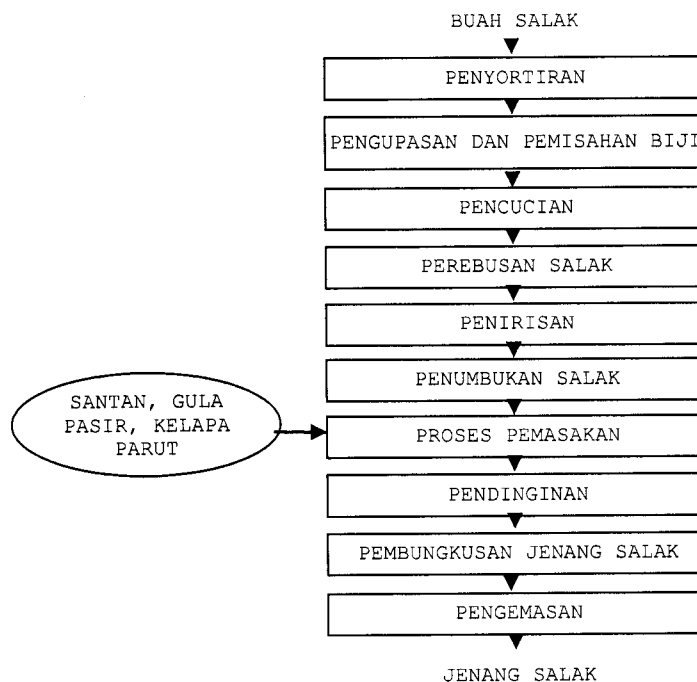 BUAH SALAK
PENYORTIRAN
PENGUPASAN DAN PEMISAHAN BIJI
PENCUCIAN
PEREBUSAN SALAK
PENIRISAN
PENUMBUKAN SALAK
SANTAN, GULA
PASIR, KELAPA
PARUT
PROSES PEMASAKAN
PENDINGINAN
PEMBUNGKUSAN JENANG SALAK
PENGEMASAN
JENANG SALAK